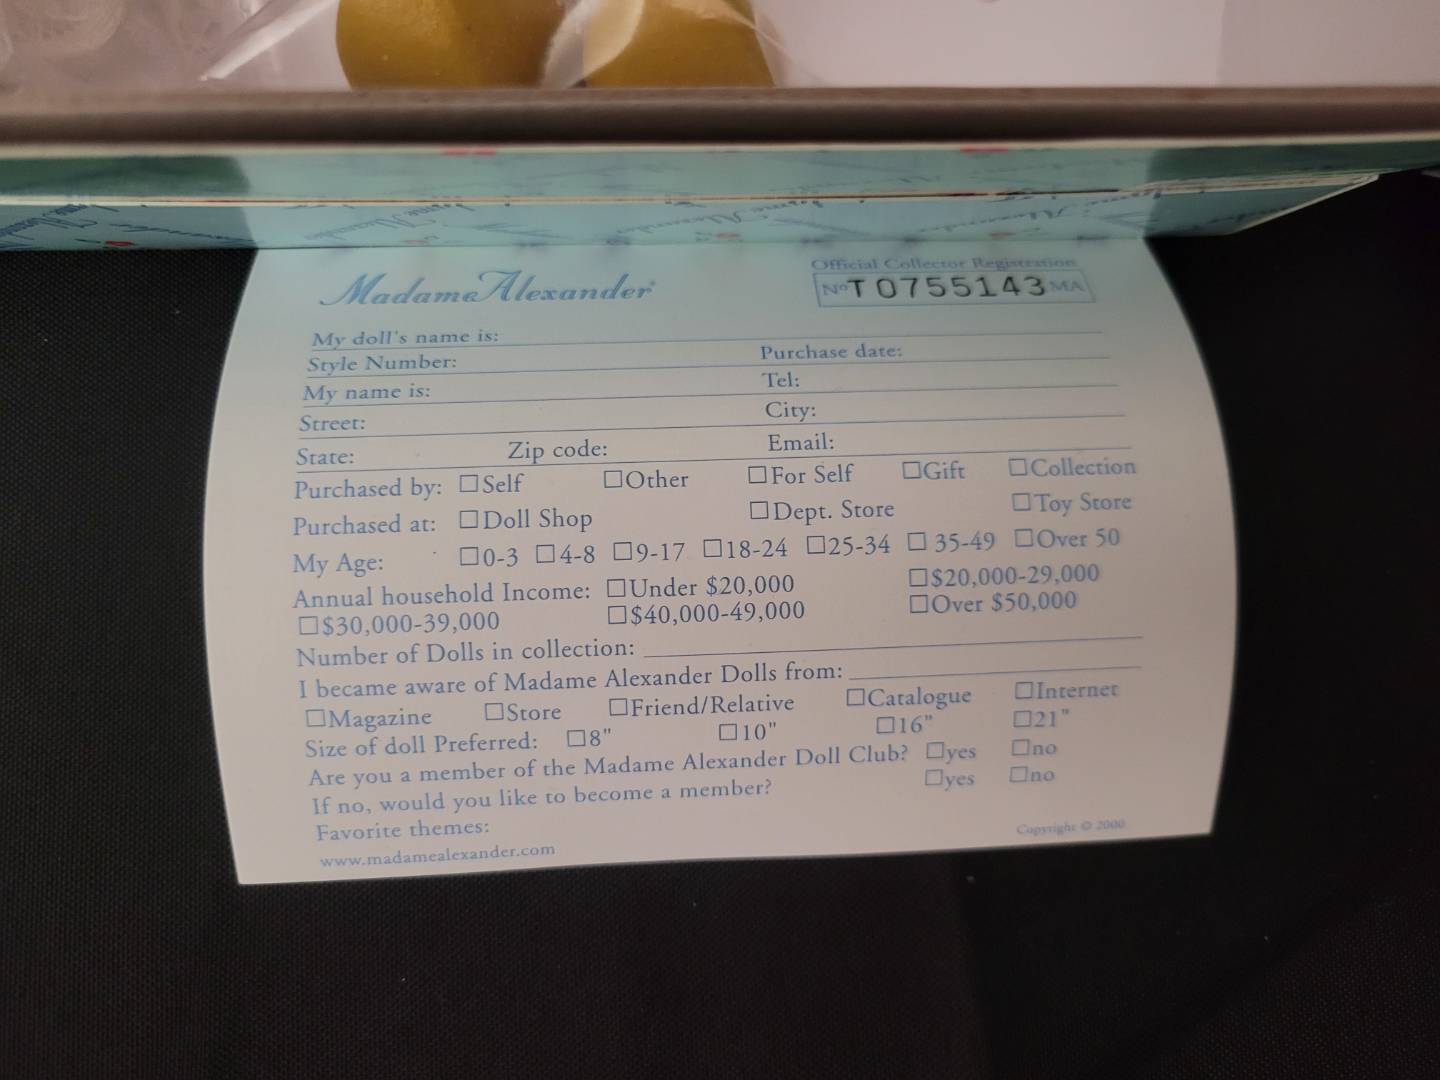 Madame Alexander
Official Collector Registration
No T 0755143 MA
My doll's name is:
Style Number: Purchase date:
My name is: Tel:
Street: City:
State: Zip code: Email:
Purchased by: ☐Self ☐Other ☐For Self ☐Gift ☐Collection
Purchased at: ☐Doll Shop ☐Dept. Store ☐Toy Store
My Age: ☐0-3 ☐4-8 ☐9-17 ☐18-24 ☐25-34 ☐35-49 ☐Over 50
Annual household Income: ☐Under $20,000 ☐$20,000-29,000
☐$30,000-39,000 ☐$40,000-49,000 ☐Over $50,000
Number of Dolls in collection:
I became aware of Madame Alexander Dolls from:
☐Magazine ☐Store ☐Friend/Relative ☐Catalogue ☐Internet
Size of doll Preferred: ☐8" ☐10" ☐16" ☐21"
Are you a member of the Madame Alexander Doll Club? ☐yes ☐no
If no, would you like to become a member? ☐yes ☐no
Favorite themes:
www.madamealexander.com
Copyright © 2000